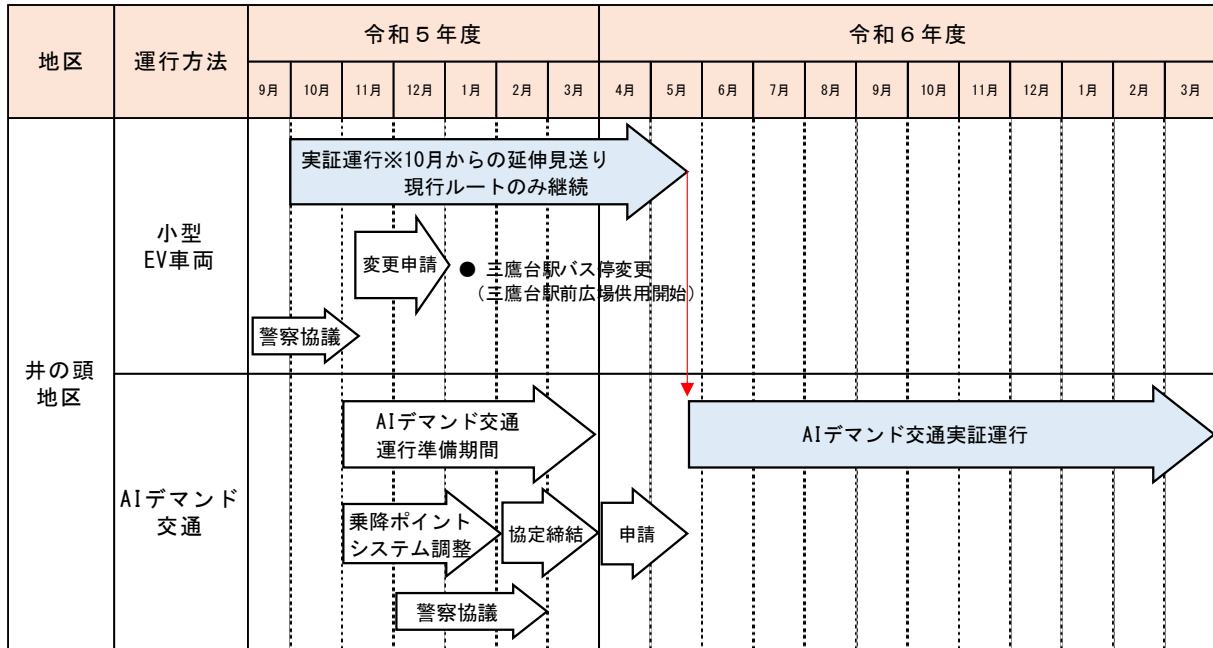 地区
運行方法
令和５年度
令和６年度
9月 10月 11月 12月 1月 2月 3月 4月 5月 6月 7月 8月 9月 10月 11月 12月 1月 2月 3月
井の頭
地区
小型
EV車両
実証運行※10月からの延伸見送り
現行ルートのみ継続
変更申請
● 三鷹台駅バス停変更
（三鷹台駅前広場供用開始）
警察協議
AIデマンド
交通
AIデマンド交通
運行準備期間
AIデマンド交通実証運行
乗降ポイント
システム調整
協定締結
申請
警察協議